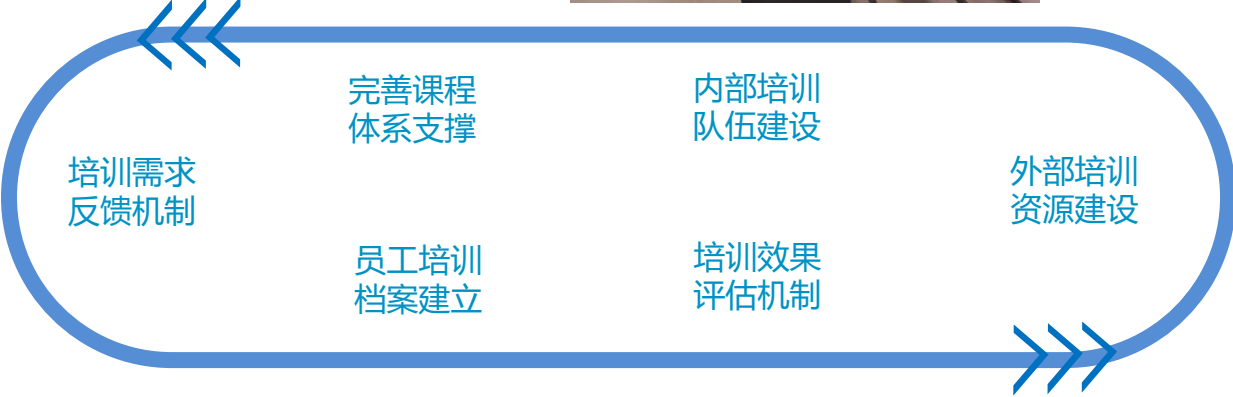 完善课程
体系支撑
内部培训
队伍建设
培训需求
反馈机制
外部培训
资源建设
员工培训
档案建立
培训效果
评估机制